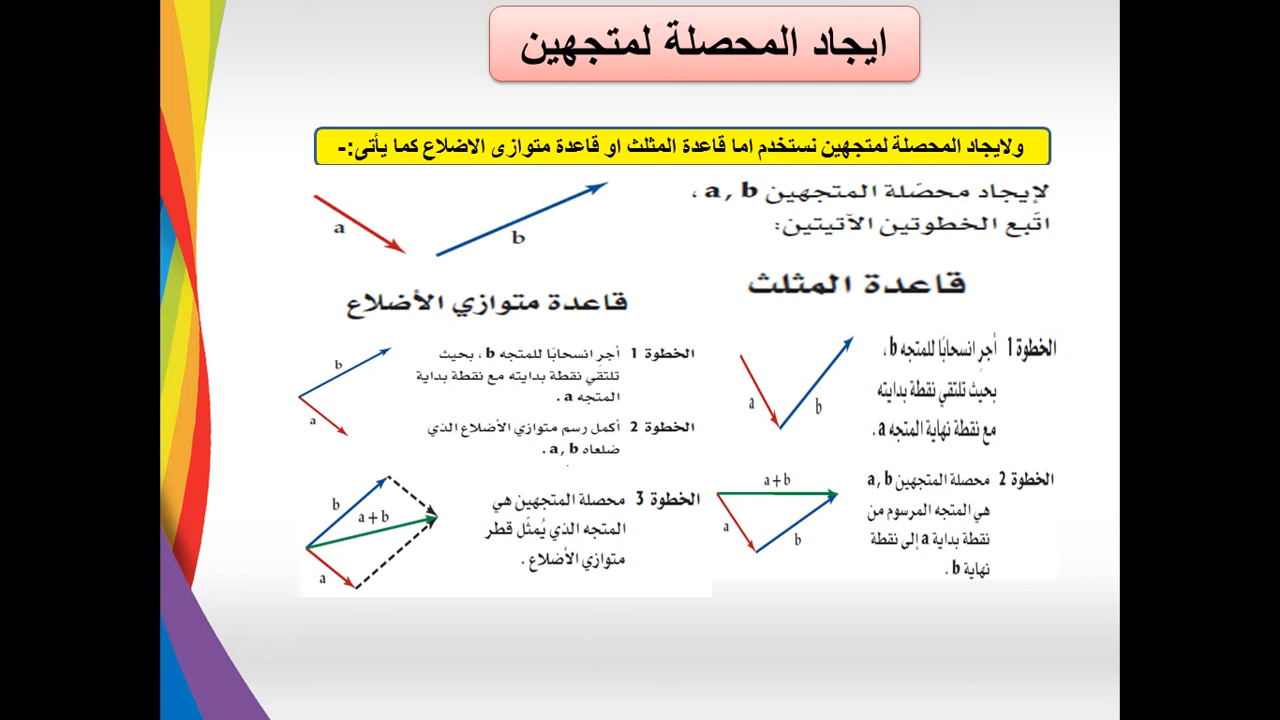 ايجاد المحصلة لمتجهين
ولايجاد المحصلة لمتجهين نستخدم اما قاعدة المثلث او قاعدة متوازى الاضلاع كما يأتى:-
لإيجاد محصّلة المتجهين a, b ،
اتّبع الخطوتين الآتيتين:
a
b
قاعدة المثلث
الخطوة 1 أجرِ انسحابًا للمتجه b ،
بحيث تلتقي نقطة بدايته
مع نقطة نهاية المتجه a .
a
b
الخطوة 2 محصلة المتجهين a, b
هي المتجه المرسوم من
نقطة بداية a إلى نقطة
نهاية b .
a + b
a
b
قاعدة متوازي الأضلاع
الخطوة 1 أجرِ انسحابًا للمتجه b ، بحيث
تلتقي نقطة بدايته مع نقطة بداية
المتجه a .
b
a
الخطوة 2 أكمل رسم متوازي الأضلاع الذي
ضلعاه a, b .
الخطوة 3 محصلة المتجهين هي
المتجه الذي يُمثّل قطر
متوازي الأضلاع .
b
a + b
a